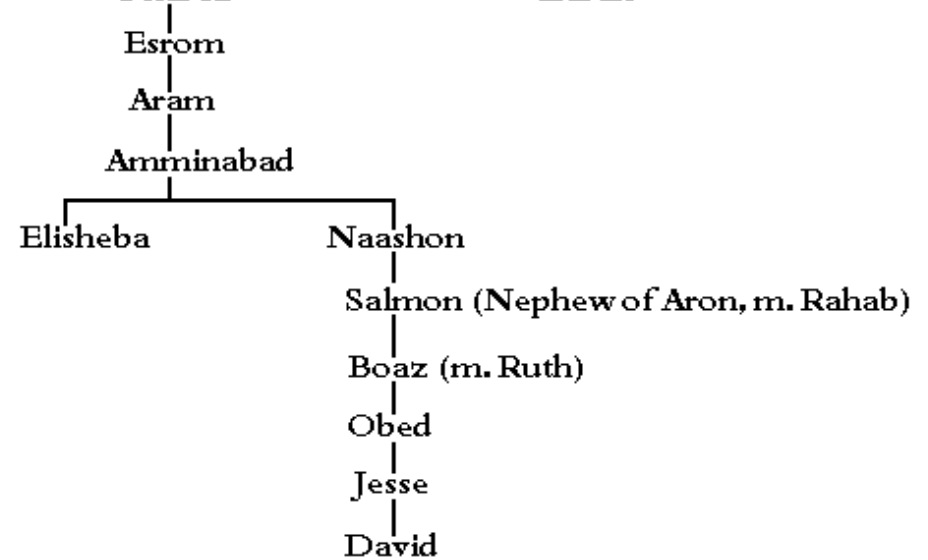 Esrom
Aram
Amminabad
Elisheba Naashon
Salmon (Nephew of Aron, m. Rahab)
Boaz (m. Ruth)
Obed
Jesse
David